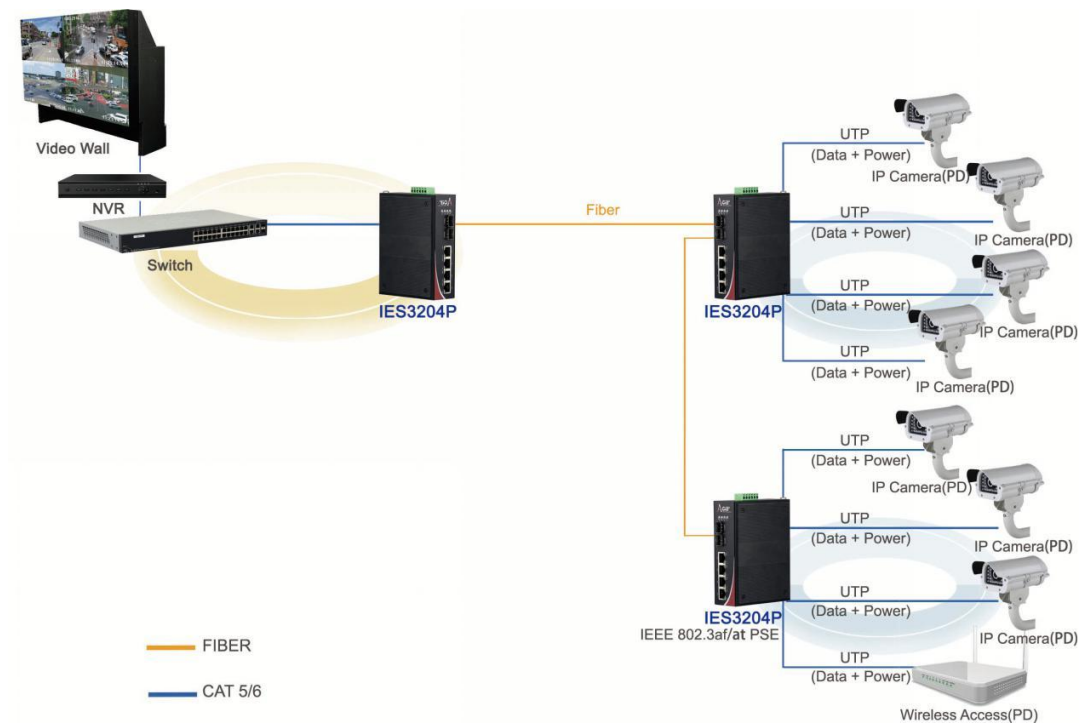 Video Wall
NVR
Switch
IES3204P
Fiber
IES3204P
UTP
(Data + Power)
IP Camera(PD)
UTP
(Data + Power)
IP Camera(PD)
UTP
(Data + Power)
IP Camera(PD)
UTP
(Data + Power)
IP Camera(PD)
UTP
(Data + Power)
IP Camera(PD)
UTP
(Data + Power)
IP Camera(PD)
IES3204P
IEEE 802.3af/at PSE
UTP
(Data + Power)
IP Camera(PD)
UTP
(Data + Power)
Wireless Access(PD)
FIBER
CAT 5/6